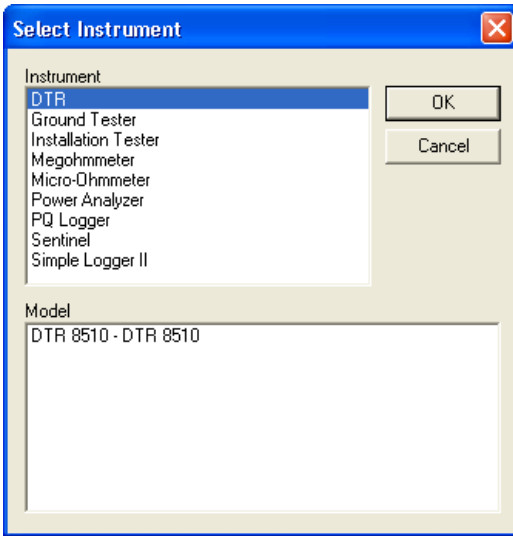 Select Instrument
Instrument
DTR
Ground Tester
Installation Tester
Megohmmeter
Micro-Ohmmeter
Power Analyzer
PQ Logger
Sentinel
Simple Logger II
OK
Cancel
Model
DTR 8510 - DTR 8510